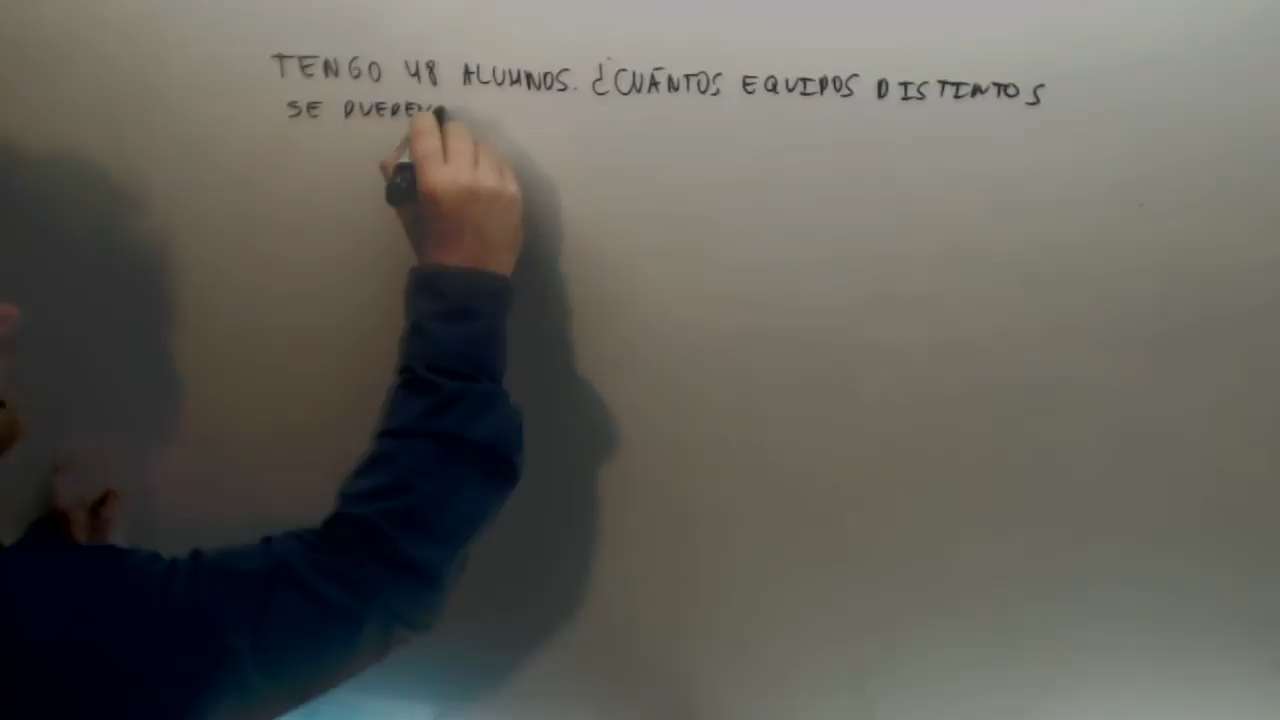 TENGO 48 ALUMNOS. ¿CUÁNTOS EQUIPOS DISTINTOS
SE PUEDEN